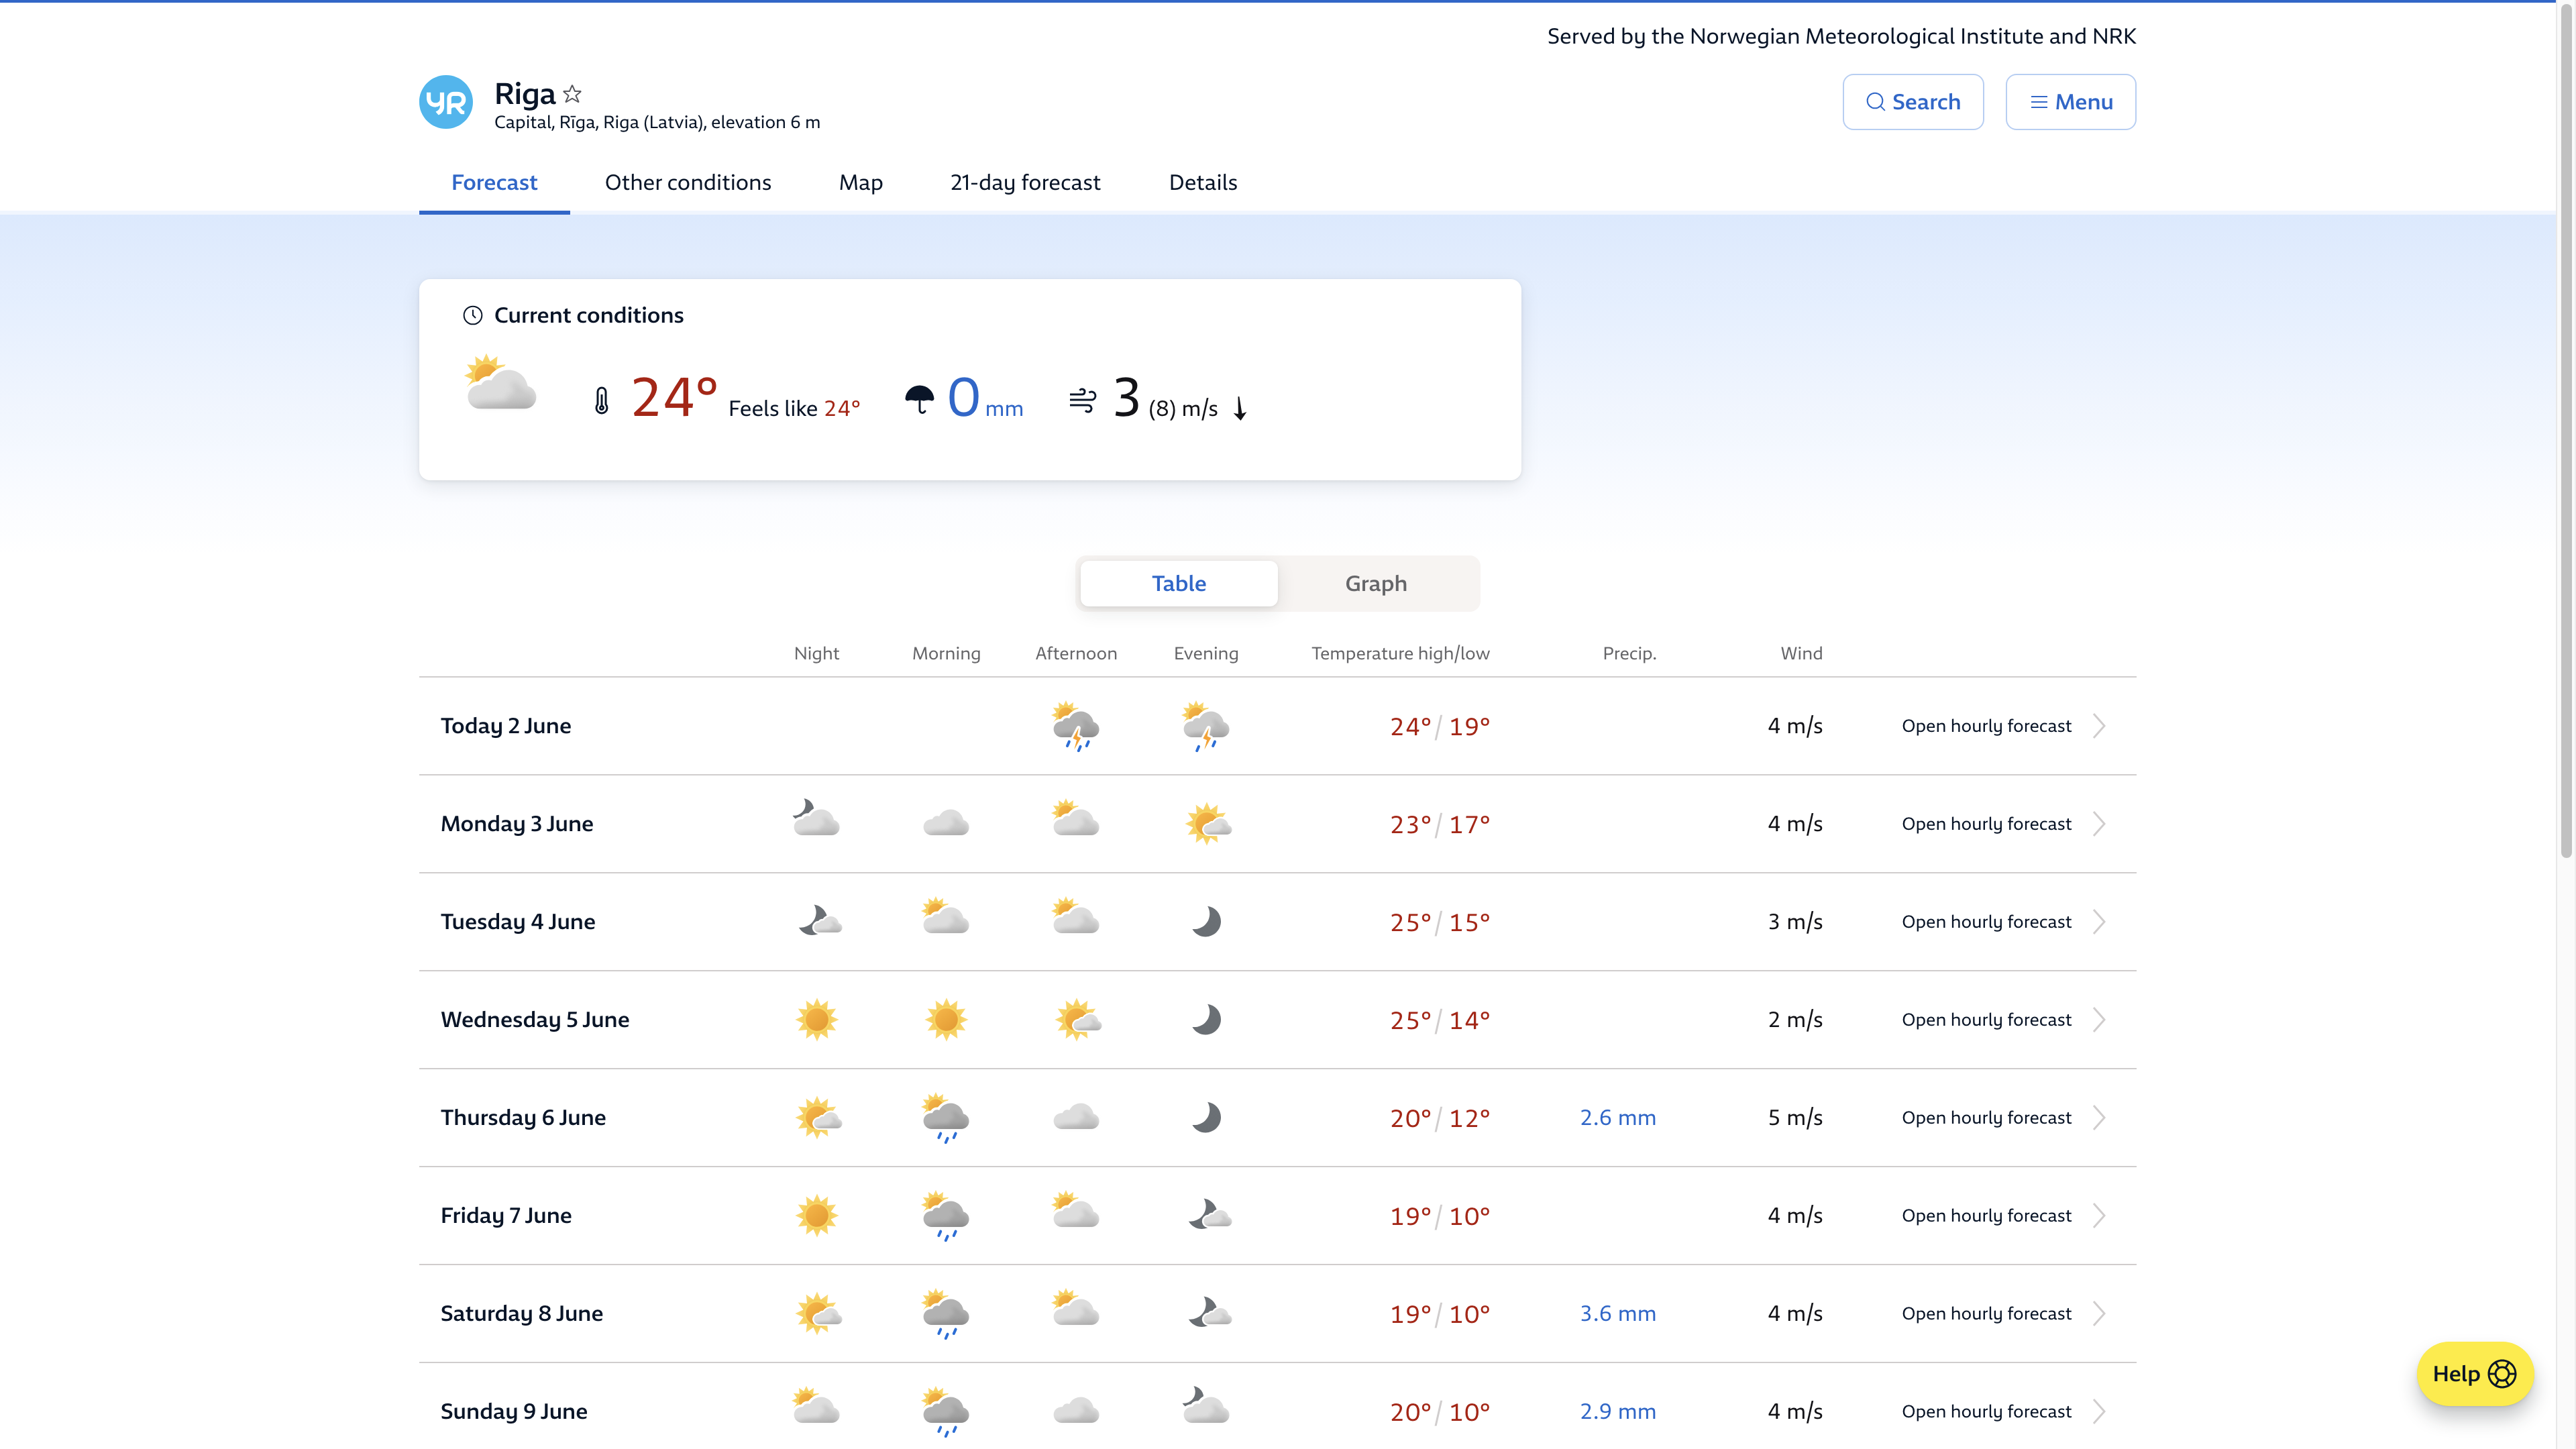 Served by the Norwegian Meteorological Institute and NRK
YR
Riga
Capital, Rīga, Riga (Latvia), elevation 6 m
Search
Menu
Forecast Other conditions Map 21-day forecast Details
Current conditions
24° Feels like 24° 0 mm 3 (8) m/s
Table Graph
Night Morning Afternoon Evening Temperature high/low Precip. Wind
Today 2 June 24°/19° 4 m/s Open hourly forecast
Monday 3 June 23°/17° 4 m/s Open hourly forecast
Tuesday 4 June 25°/15° 3 m/s Open hourly forecast
Wednesday 5 June 25°/14° 2 m/s Open hourly forecast
Thursday 6 June 20°/12° 2.6 mm 5 m/s Open hourly forecast
Friday 7 June 19°/10° 4 m/s Open hourly forecast
Saturday 8 June 19°/10° 3.6 mm 4 m/s Open hourly forecast
Help
Sunday 9 June 20°/10° 2.9 mm 4 m/s Open hourly forecast